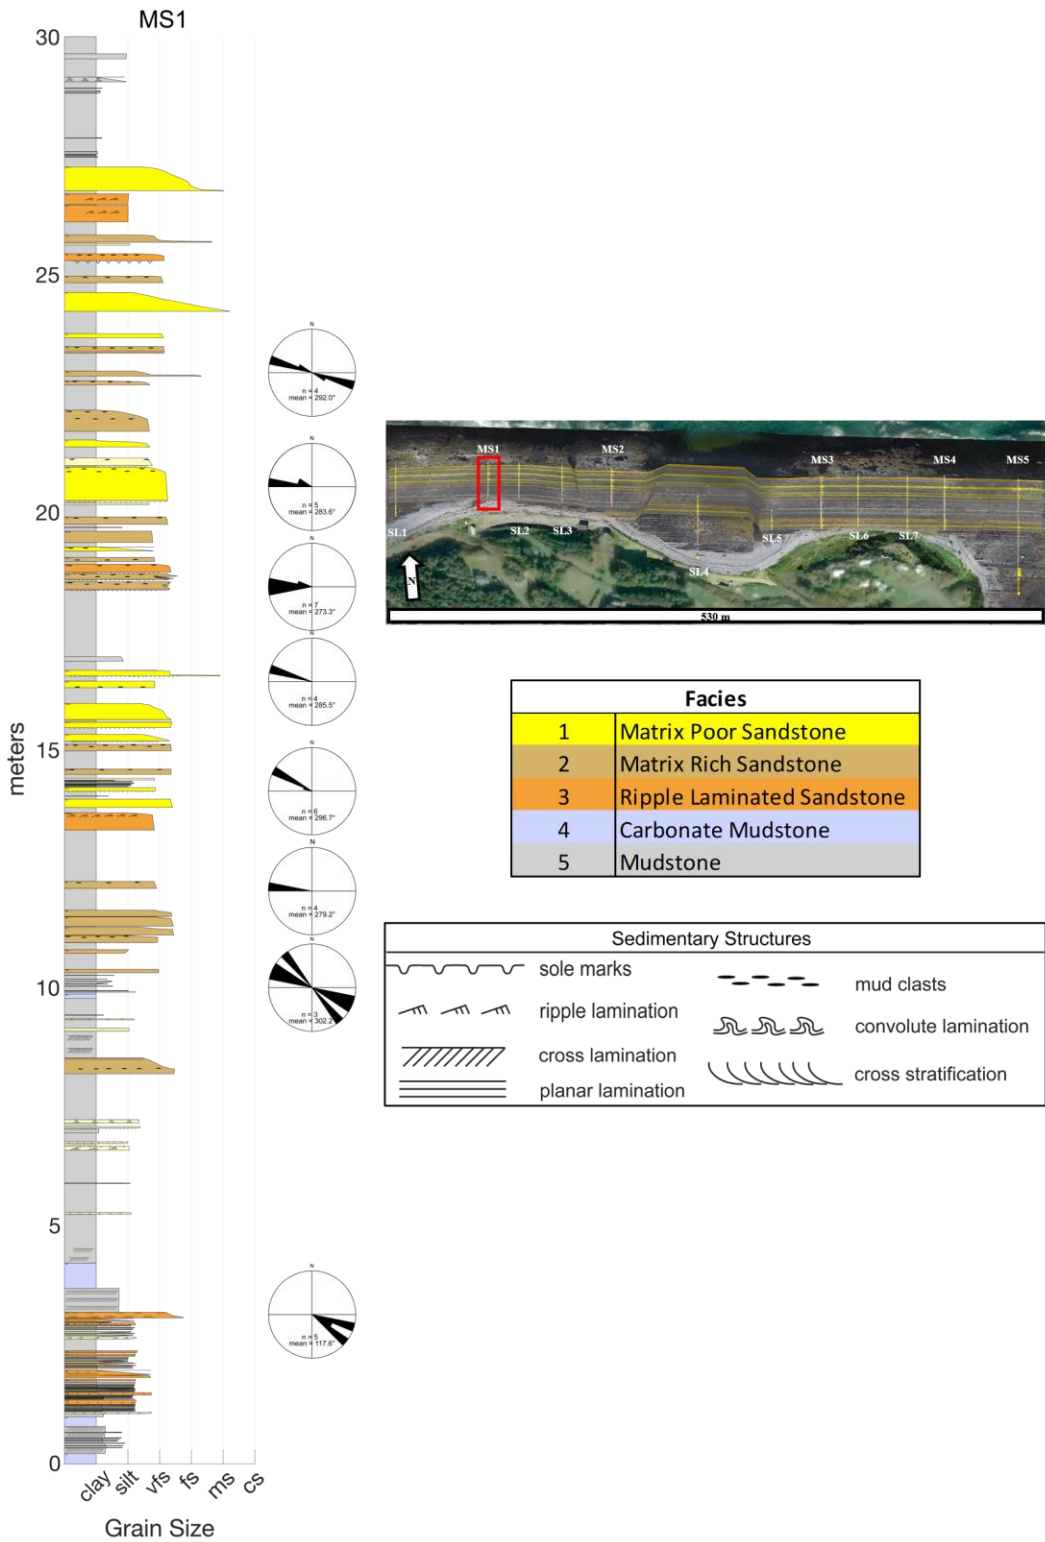 MS1
30
25
20
15
10
5
0
meters
clay
silt
vfs
fs
ms
cs
Grain Size
N
n = 4
mean = 292.0°
N
n = 5
mean = 283.6°
N
n = 7
mean = 273.3°
N
n = 4
mean = 285.5°
N
n = 6
mean = 296.7°
N
n = 4
mean = 279.2°
N
n = 3
mean = 302.2°
N
n = 5
mean = 117.6°
MS1
MS2
MS3
MS4
MS5
SL1
SL2
SL3
SL4
SL5
SL6
SL7
N
530 m
Facies
1 Matrix Poor Sandstone
2 Matrix Rich Sandstone
3 Ripple Laminated Sandstone
4 Carbonate Mudstone
5 Mudstone
Sedimentary Structures
sole marks
ripple lamination
cross lamination
planar lamination
mud clasts
convolute lamination
cross stratification